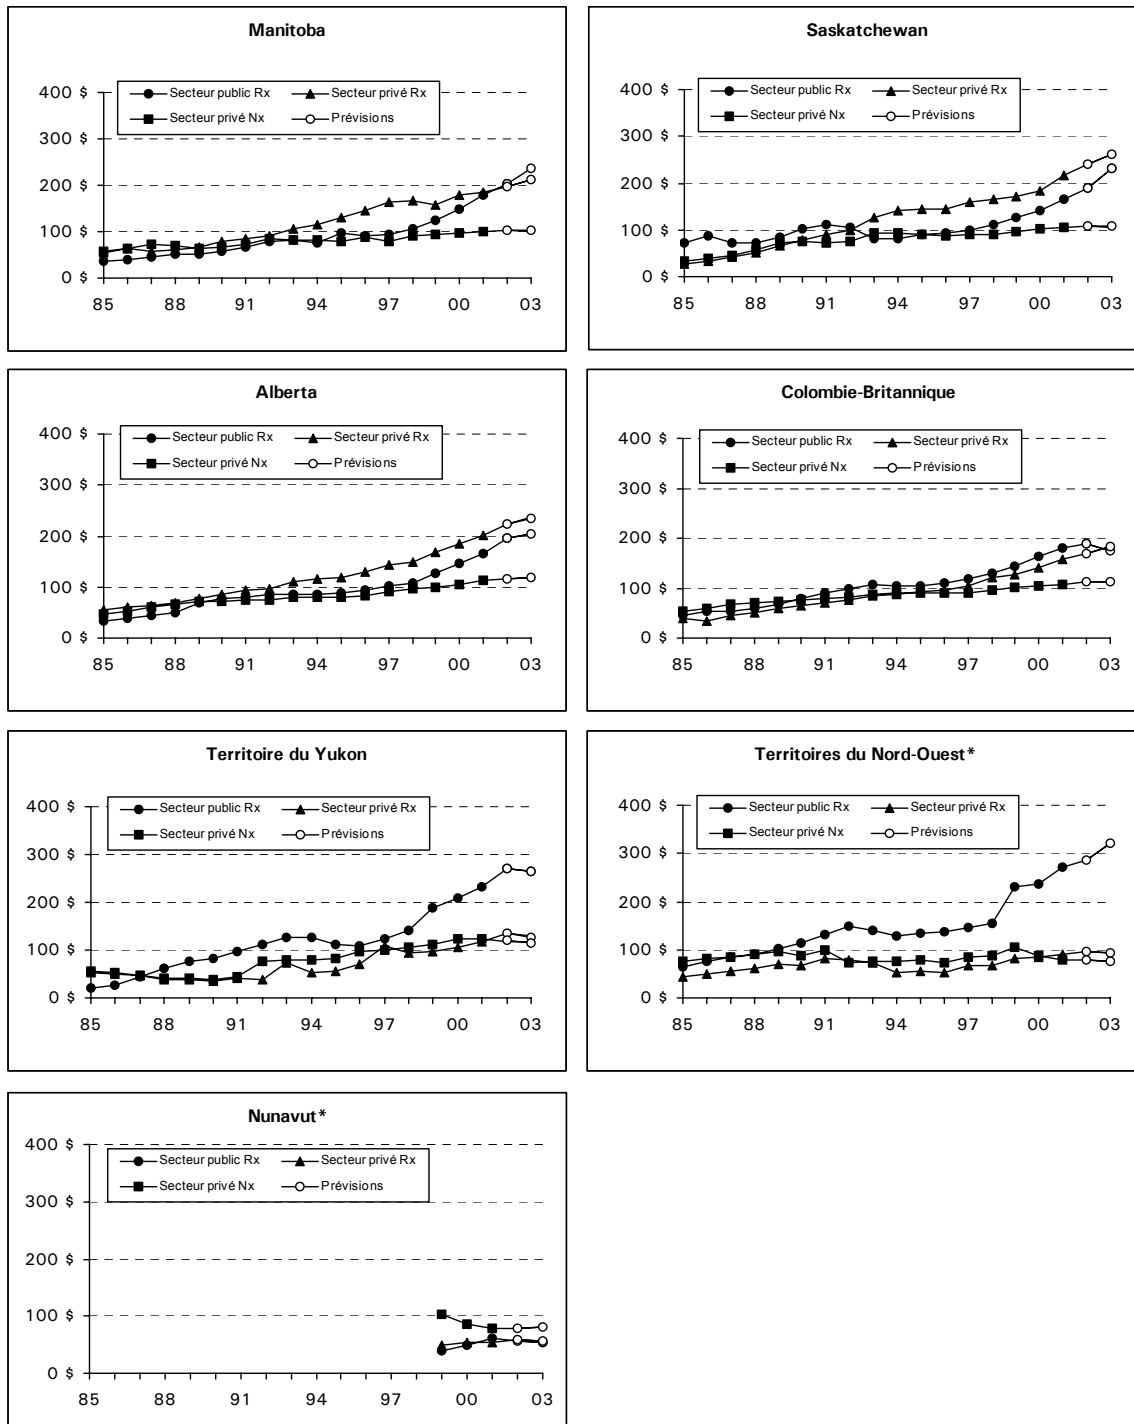 Manitoba
Secteur public Rx Secteur privé Rx
Secteur privé Nx Prévisions
400 $
300 $
200 $
100 $
0 $
85 88 91 94 97 00 03
Saskatchewan
Secteur public Rx Secteur privé Rx
Secteur privé Nx Prévisions
400 $
300 $
200 $
100 $
0 $
85 88 91 94 97 00 03
Alberta
Secteur public Rx Secteur privé Rx
Secteur privé Nx Prévisions
400 $
300 $
200 $
100 $
0 $
85 88 91 94 97 00 03
Colombie-Britannique
Secteur public Rx Secteur privé Rx
Secteur privé Nx Prévisions
400 $
300 $
200 $
100 $
0 $
85 88 91 94 97 00 03
Territoire du Yukon
Secteur public Rx Secteur privé Rx
Secteur privé Nx Prévisions
400 $
300 $
200 $
100 $
0 $
85 88 91 94 97 00 03
Territoires du Nord-Ouest*
Secteur public Rx Secteur privé Rx
Secteur privé Nx Prévisions
400 $
300 $
200 $
100 $
0 $
85 88 91 94 97 00 03
Nunavut*
Secteur public Rx Secteur privé Rx
Secteur privé Nx Prévisions
400 $
300 $
200 $
100 $
0 $
85 88 91 94 97 00 03